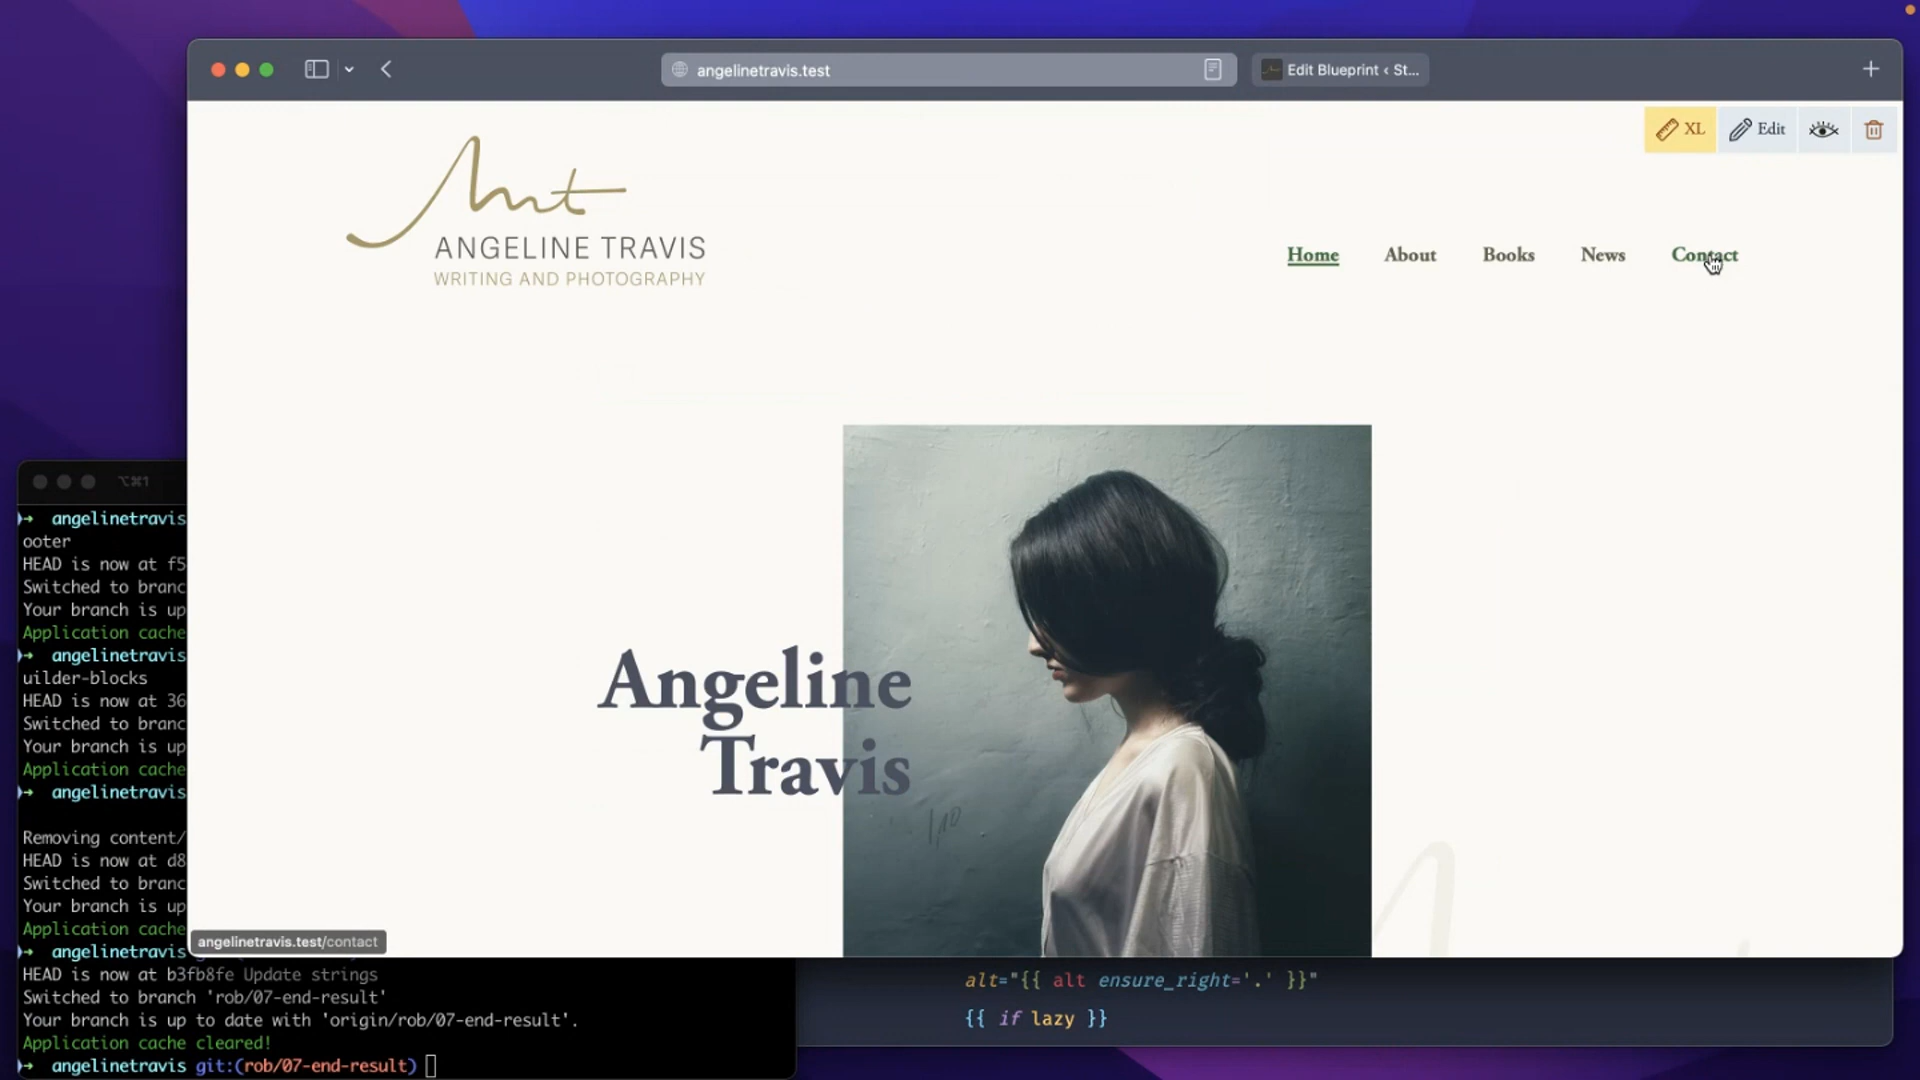 angelinetravis.test
Edit Blueprint ‹ St...
XL
Edit
ANGELINE TRAVIS
WRITING AND PHOTOGRAPHY
Home
About
Books
News
Contact
Angeline
Travis
⌥⌘1
➜ angelinetravis
ooter
HEAD is now at f5
Switched to branc
Your branch is up
Application cache
➜ angelinetravis
uilder-blocks
HEAD is now at 36
Switched to branc
Your branch is up
Application cache
➜ angelinetravis
Removing content/
HEAD is now at d8
Switched to branc
Your branch is up
Application cache
angelinetravis.test/contact
➜ angelinetravis
HEAD is now at b3fb8fe Update strings
Switched to branch 'rob/07-end-result'
Your branch is up to date with 'origin/rob/07-end-result'.
Application cache cleared!
➜ angelinetravis git:(rob/07-end-result)
alt="{{ alt ensure_right='.' }}"
{{ if lazy }}